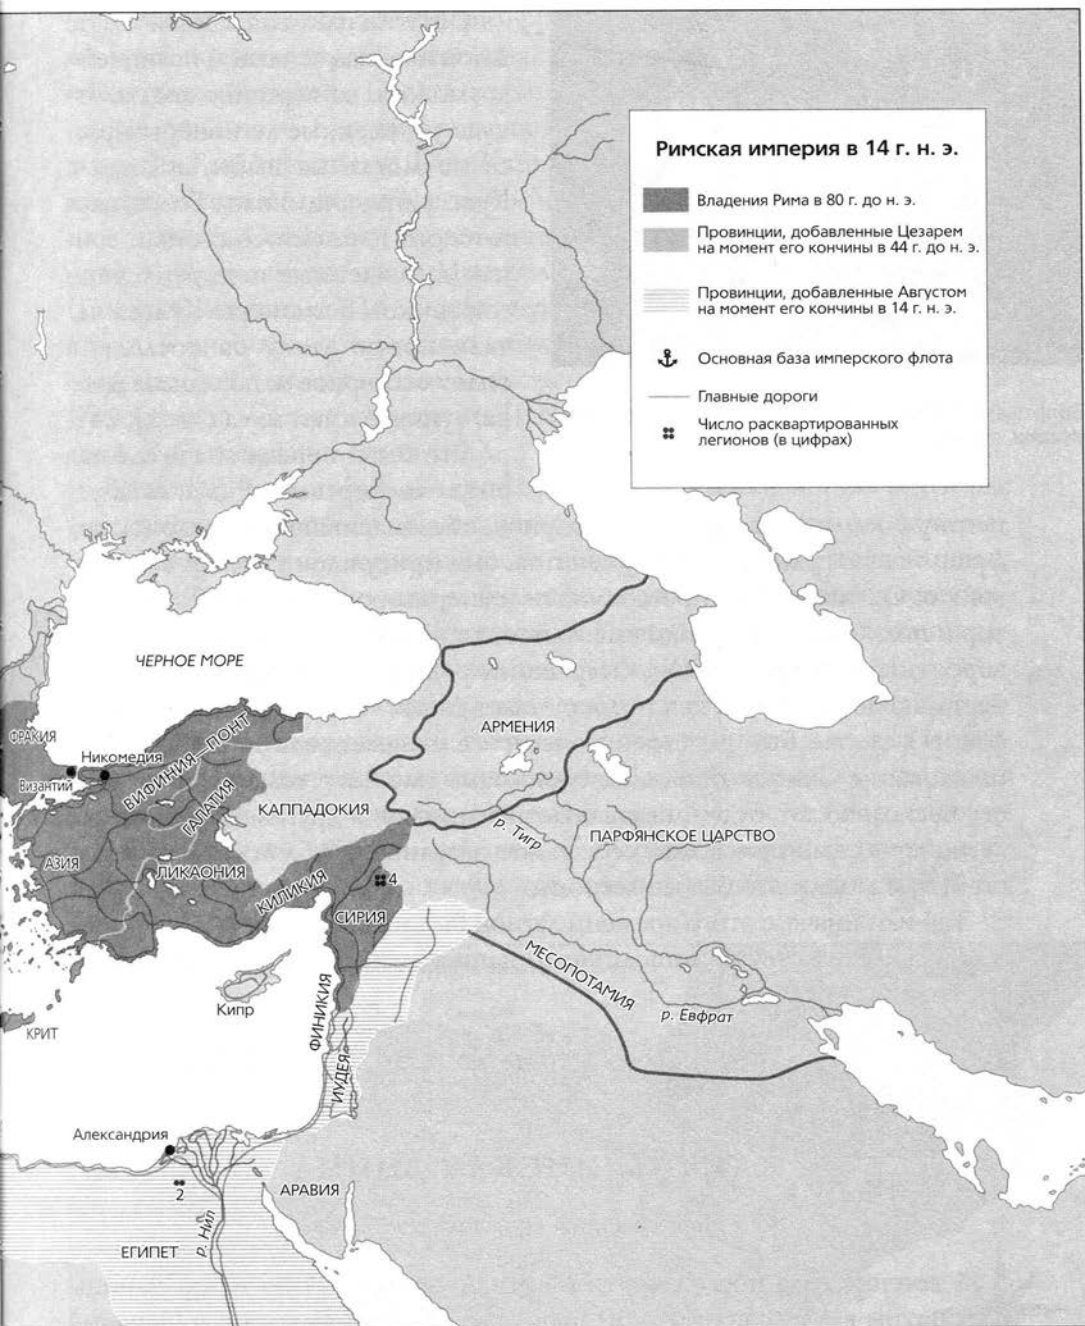 Римская империя в 14 г. н. э.
Владения Рима в 80 г. до н. э.
Провинции, добавленные Цезарем
на момент его кончины в 44 г. до н. э.
Провинции, добавленные Августом
на момент его кончины в 14 г. н. э.
Основная база имперского флота
Главные дороги
Число расквартированных
легионов (в цифрах)
ЧЕРНОЕ МОРЕ
ФРАКИЯ
Византий
Никомедия
ВИФИНИЯ—ПОНТ
ГАЛАТИЯ
АРМЕНИЯ
КАППАДОКИЯ
р. Тигр
ПАРФЯНСКОЕ ЦАРСТВО
АЗИЯ
ЛИКАОНИЯ
КИЛИКИЯ
4
СИРИЯ
МЕСОПОТАМИЯ
Кипр
р. Евфрат
КРИТ
ФИНИКИЯ
ИУДЕЯ
Александрия
2
АРАВИЯ
ЕГИПЕТ
р. Нил